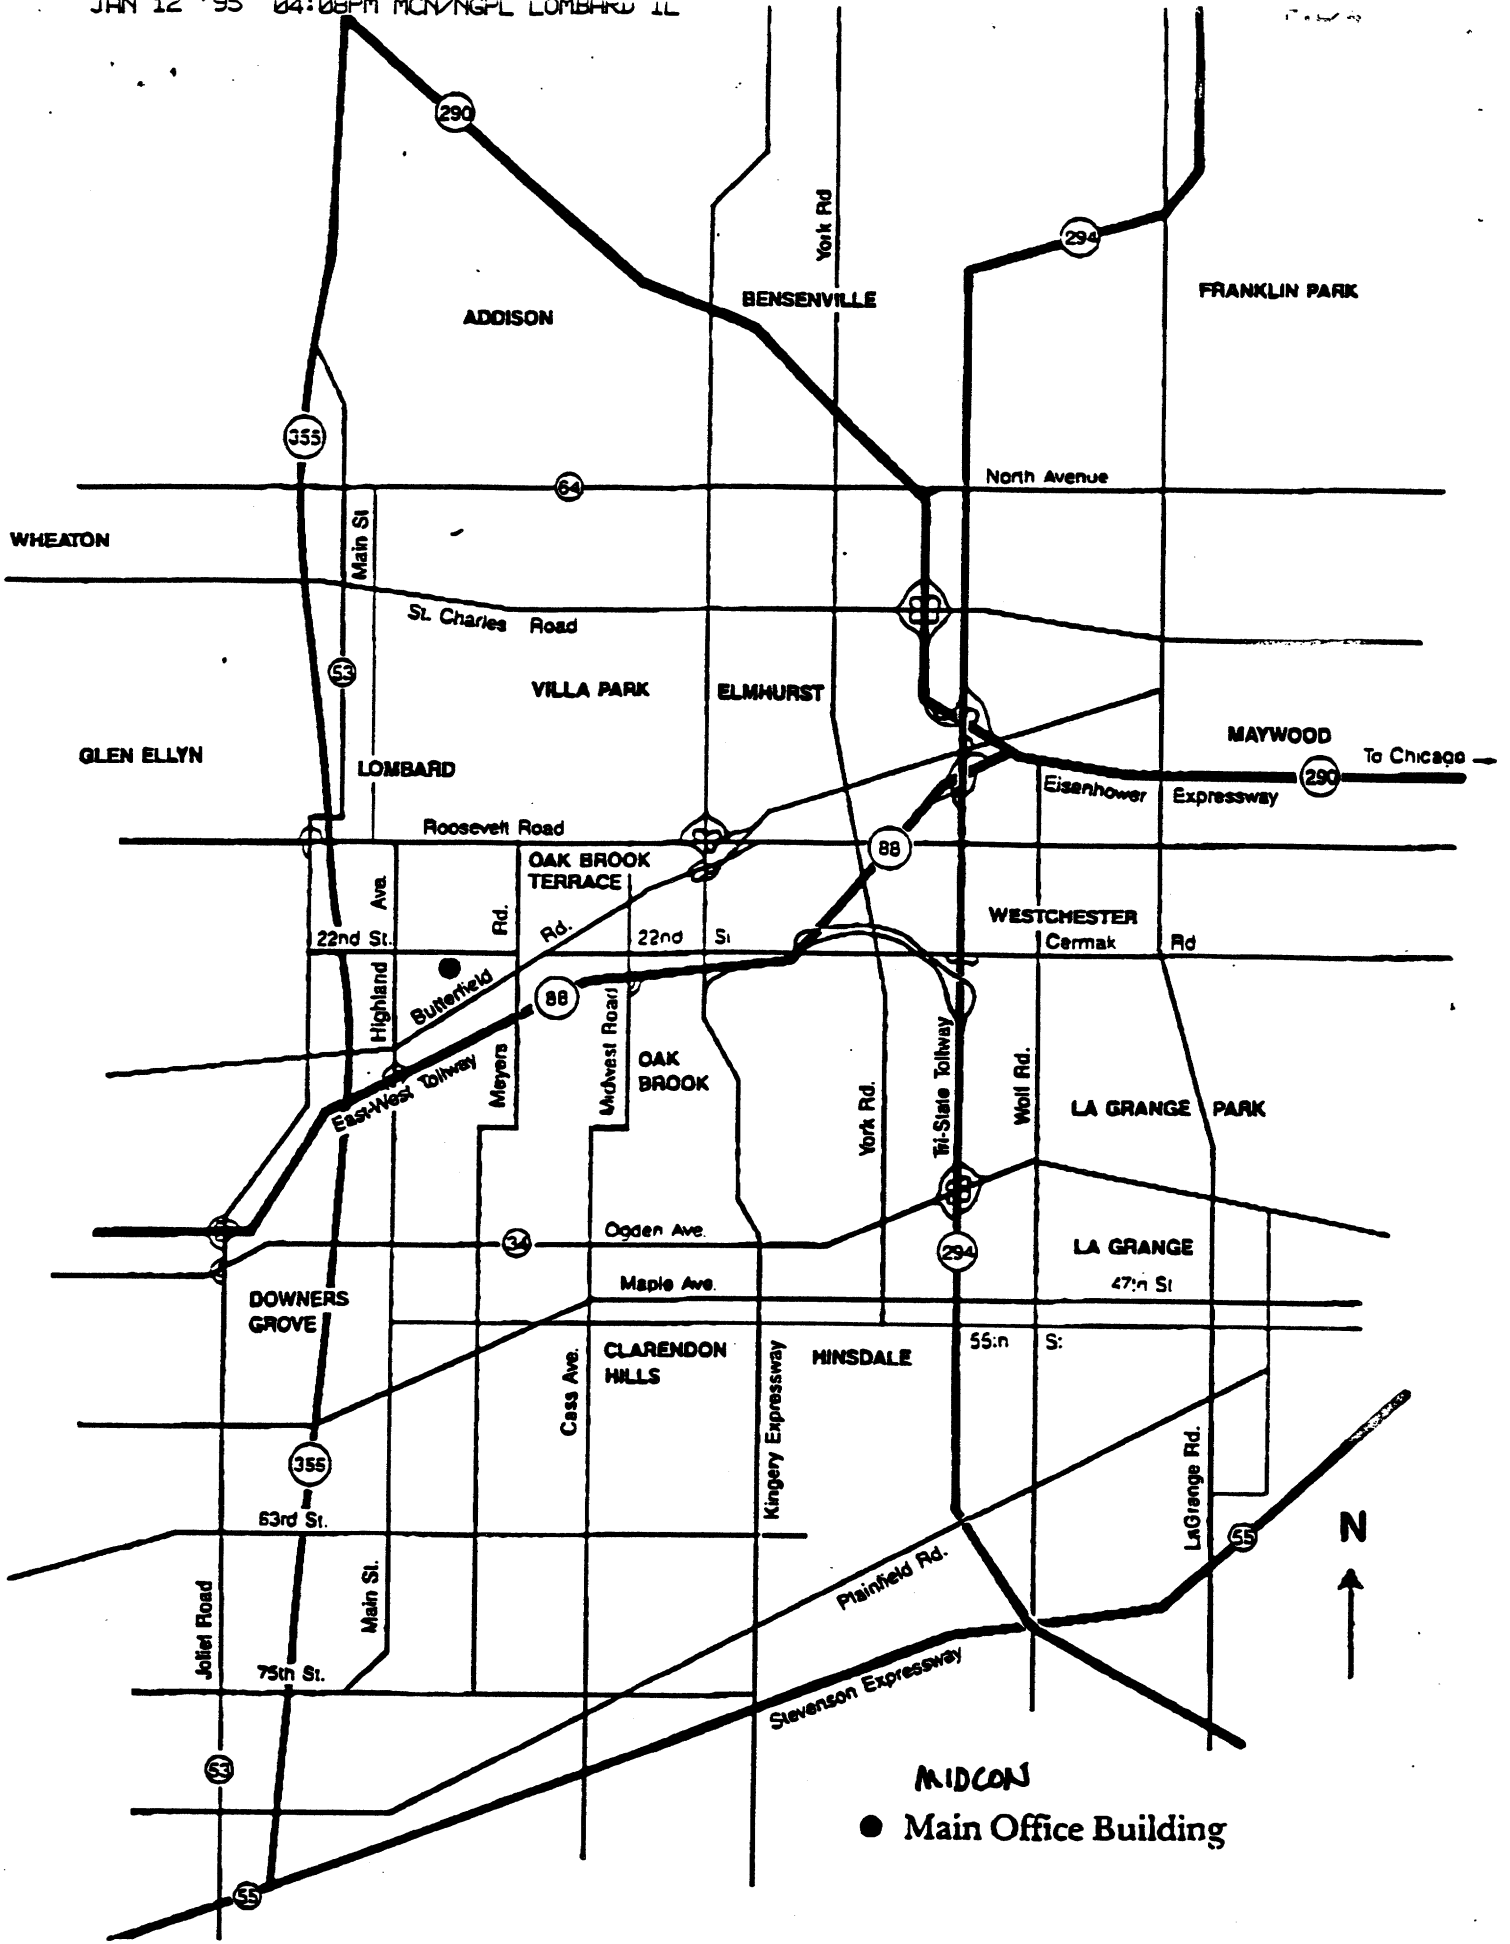 JAN 12 '95 04:08PM MCN/NGPL LOMBARD IL
290
York Rd
294
BENSENVILLE
FRANKLIN PARK
ADDISON
355
North Avenue
64
Main St
WHEATON
St. Charles Road
53
VILLA PARK
ELMHURST
MAYWOOD
GLEN ELLYN
LOMBARD
To Chicago
290
Eisenhower Expressway
Roosevelt Road
88
OAK BROOK
TERRACE
Highland Ave.
Meyers Rd.
WESTCHESTER
22nd St.
Butterfield Rd.
22nd St
Cermak Rd
88
Midwest Road
East-West Tollway
OAK
BROOK
York Rd.
Tri-State Tollway
Wolf Rd.
LA GRANGE PARK
Ogden Ave.
34
294
LA GRANGE
Maple Ave.
47th St
DOWNERS
GROVE
55th St
CLARENDON
HILLS
HINSDALE
Cass Ave.
Kingery Expressway
LaGrange Rd.
355
63rd St.
55
N
Plainfield Rd.
Joliet Road
Main St.
75th St.
Stevenson Expressway
53
MIDCON
Main Office Building
55